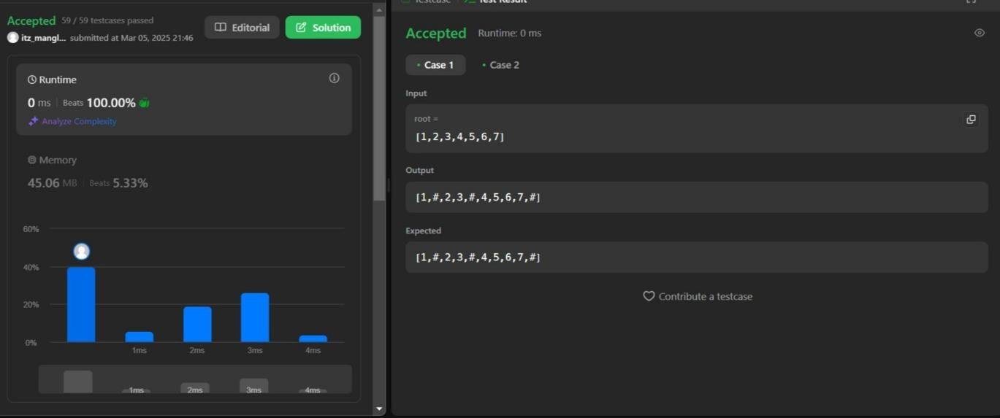 Accepted 59 / 59 testcases passed
itz_mangl... submitted at Mar 05, 2025 21:46
Editorial
Solution
Runtime
0 ms Beats 100.00%
Analyze Complexity
Memory
45.06 MB Beats 5.33%
60%
40%
20%
0%
1ms 2ms 3ms 4ms
1ms 2ms 3ms 4ms
Testcase Test Result
Accepted Runtime: 0 ms
Case 1 Case 2
Input
root =
[1,2,3,4,5,6,7]
Output
[1,#,2,3,#,4,5,6,7,#]
Expected
[1,#,2,3,#,4,5,6,7,#]
Contribute a testcase